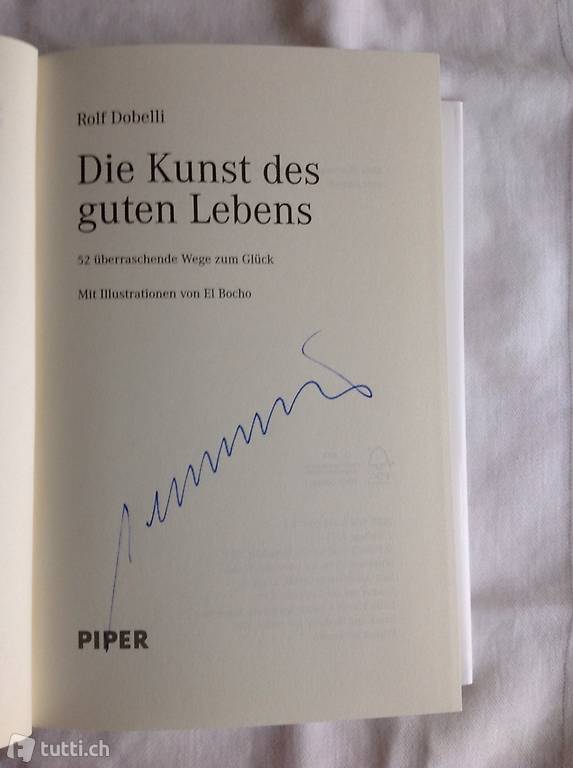 Rolf Dobelli
Die Kunst des
guten Lebens
52 überraschende Wege zum Glück
Mit Illustrationen von El Bocho
PIPER
tutti.ch